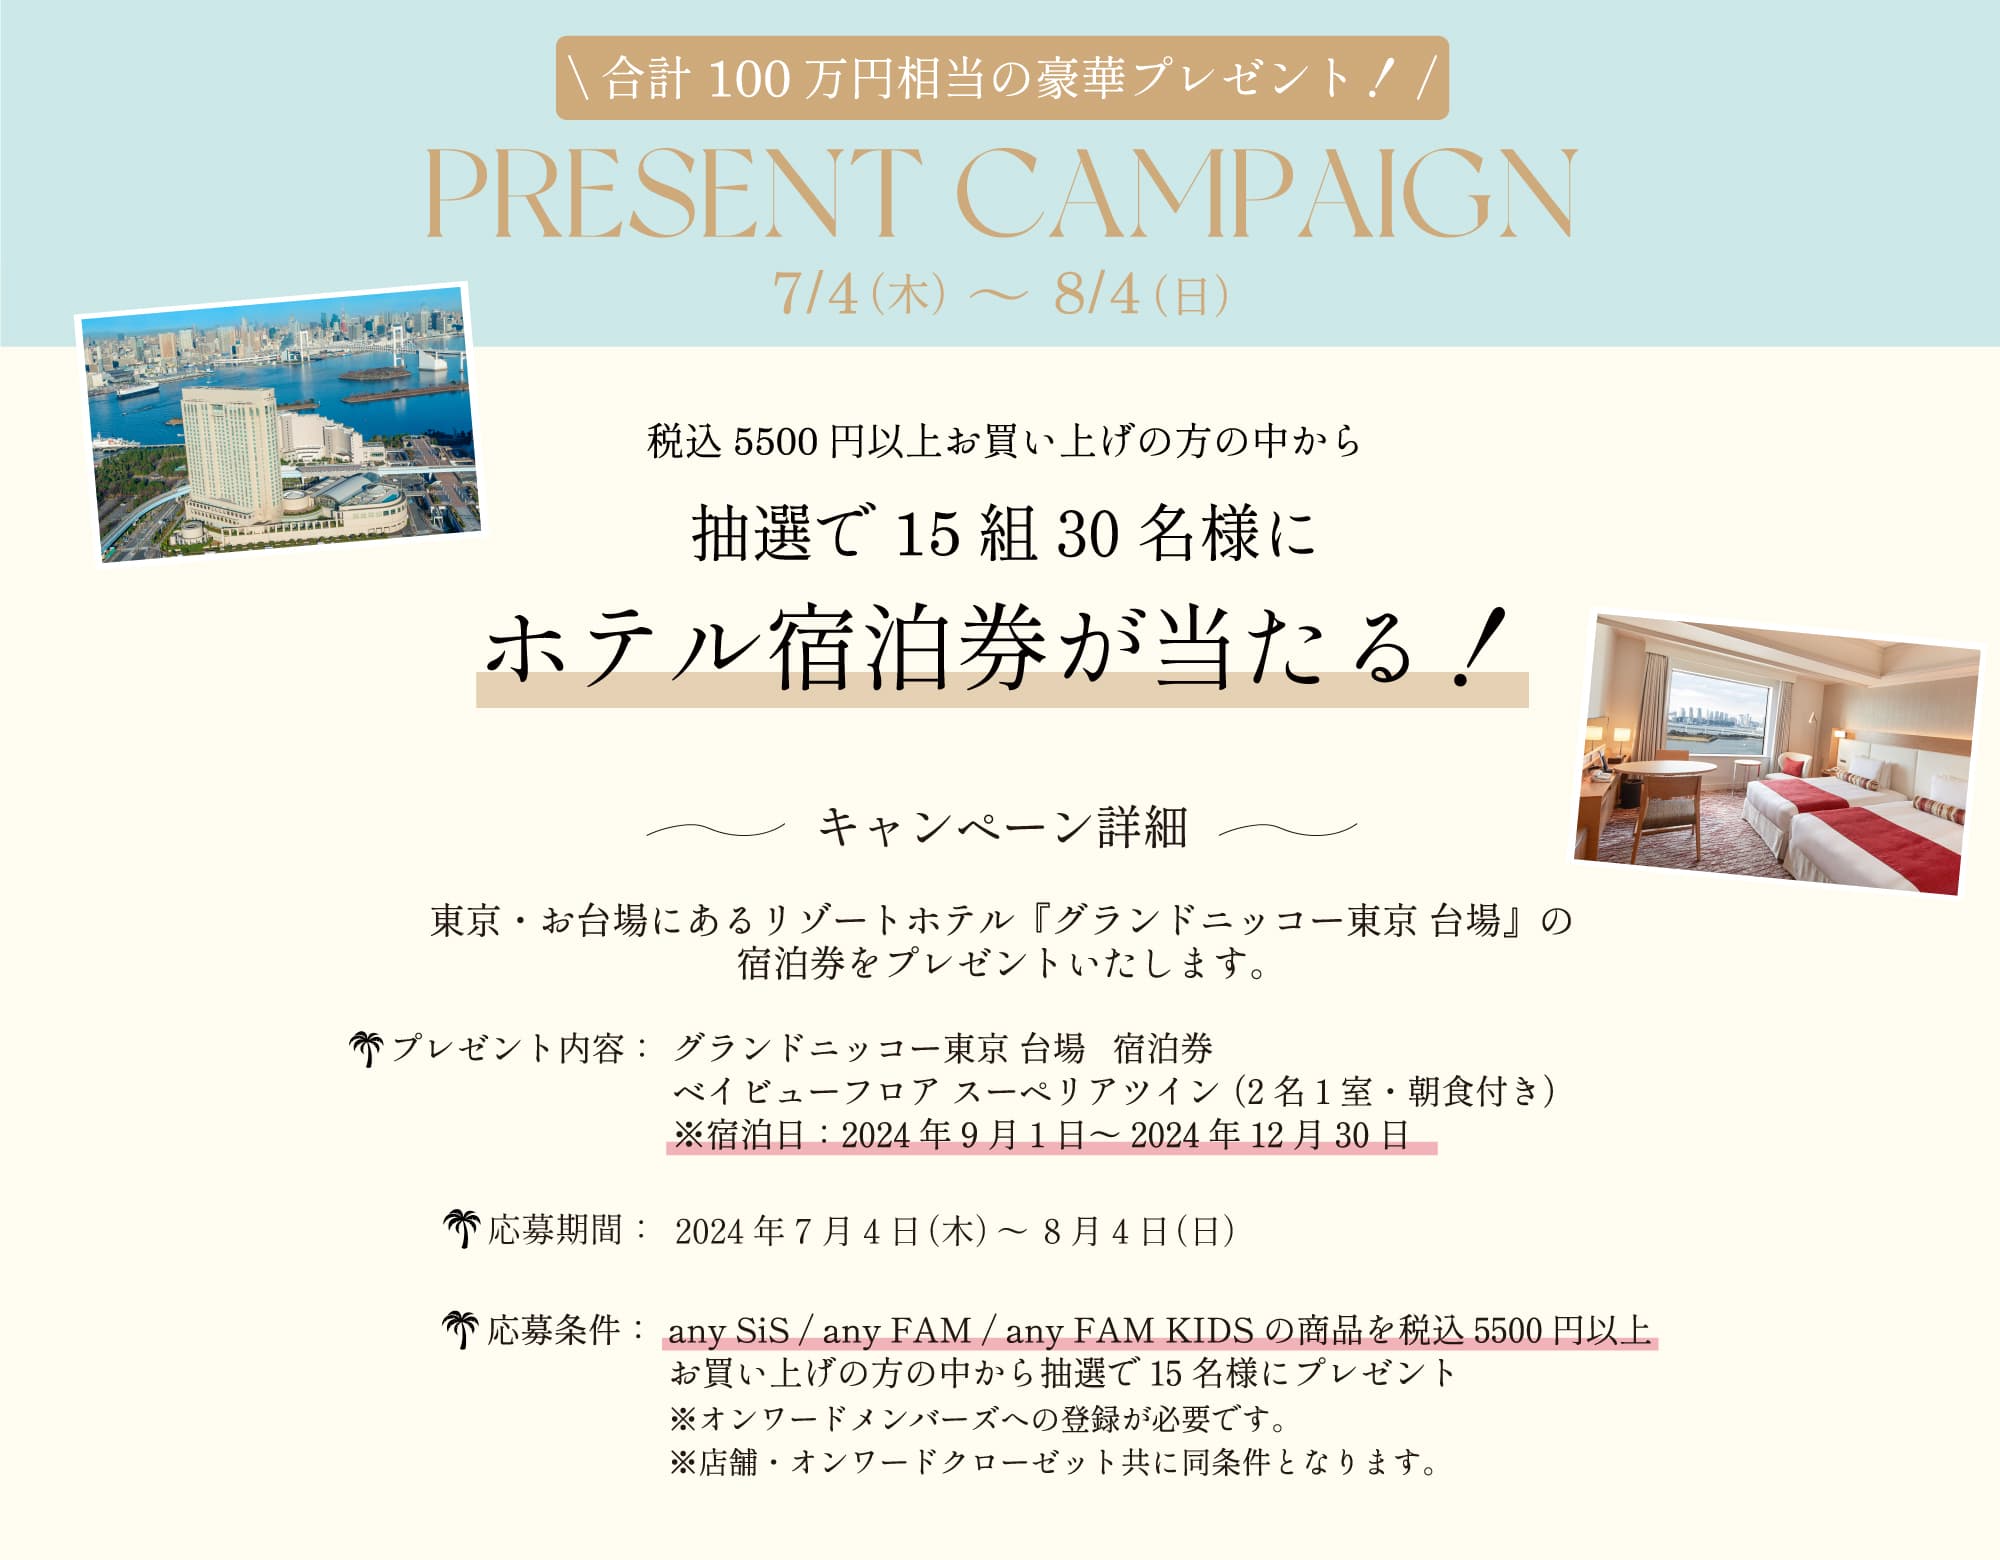 \ 合計 100 万円相当の豪華プレゼント！ /
PRESENT CAMPAIGN
7/4（木）〜 8/4（日）
税込 5500 円以上お買い上げの方の中から
抽選で 15 組 30 名様に
ホテル宿泊券が当たる！
キャンペーン詳細
東京・お台場にあるリゾートホテル『グランドニッコー東京 台場』の
宿泊券をプレゼントいたします。
プレゼント内容： グランドニッコー東京 台場 宿泊券
ベイビューフロア スーペリアツイン（2 名 1 室・朝食付き）
※宿泊日：2024 年 9 月 1 日〜 2024 年 12 月 30 日
応募期間： 2024 年 7 月 4 日（木）〜 8 月 4 日（日）
応募条件： any SiS / any FAM / any FAM KIDS の商品を税込 5500 円以上
お買い上げの方の中から抽選で 15 名様にプレゼント
※オンワードメンバーズへの登録が必要です。
※店舗・オンワードクローゼット共に同条件となります。